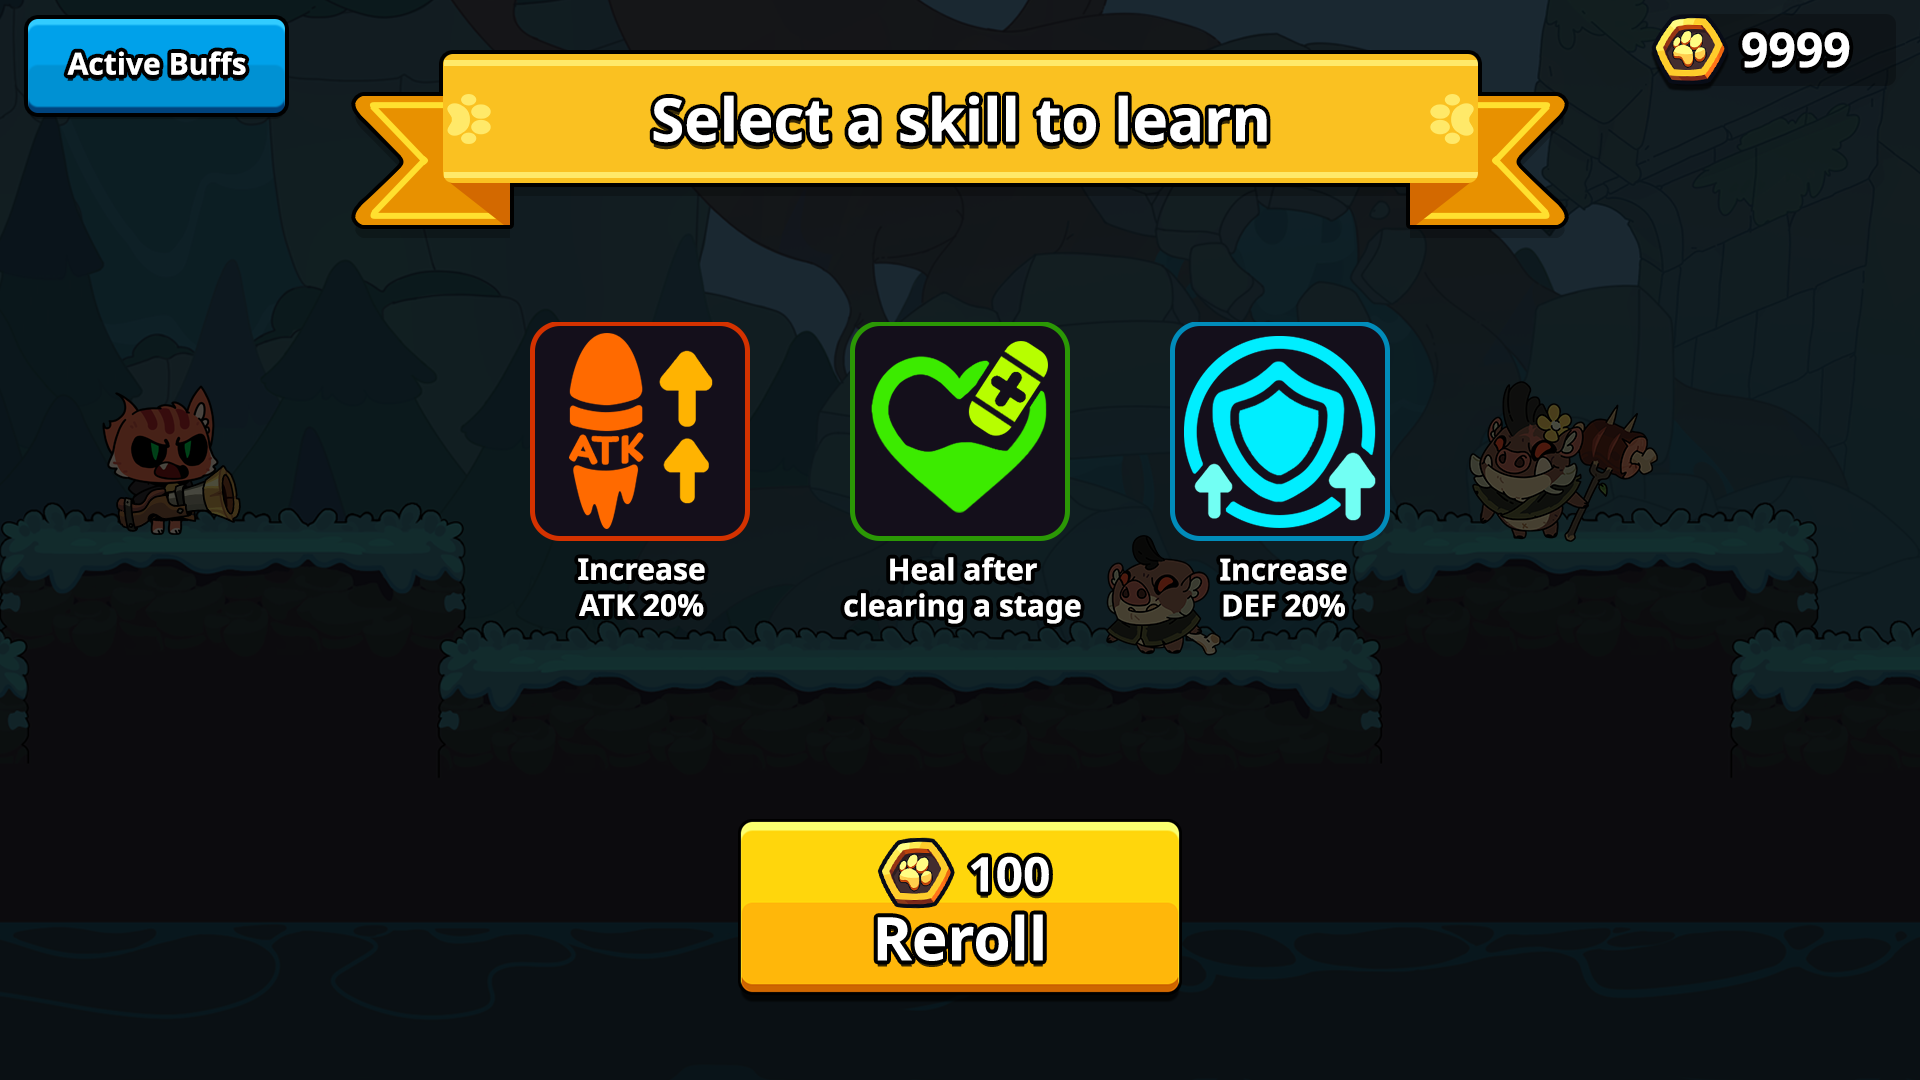 Active Buffs
9999
Select a skill to learn
ATK
Increase
ATK 20%
Heal after
clearing a stage
Increase
DEF 20%
100
Reroll